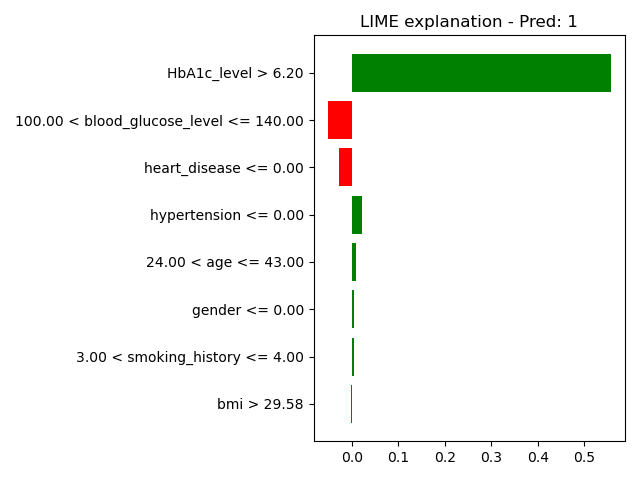 LIME explanation - Pred: 1
HbA1c_level > 6.20
100.00 < blood_glucose_level <= 140.00
heart_disease <= 0.00
hypertension <= 0.00
24.00 < age <= 43.00
gender <= 0.00
3.00 < smoking_history <= 4.00
bmi > 29.58
0.0 0.1 0.2 0.3 0.4 0.5